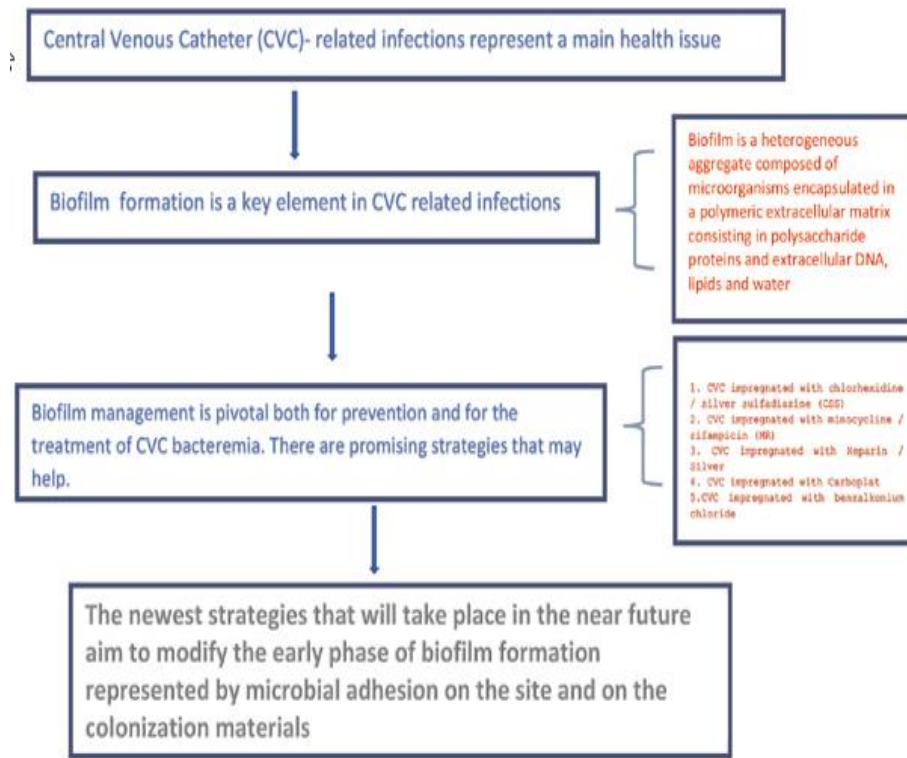 Central Venous Catheter (CVC)- related infections represent a main health issue
Biofilm formation is a key element in CVC related infections
Biofilm is a heterogeneous
aggregate composed of
microorganisms encapsulated in
a polymeric extracellular matrix
consisting in polysaccharide
proteins and extracellular DNA,
lipids and water
Biofilm management is pivotal both for prevention and for the
treatment of CVC bacteremia. There are promising strategies that may
help.
1. CVC impregnated with chlorhexidine
/ Silver sulfadiazine (CSS)
2. CVC impregnated with minocycline /
rifampicin (MR)
3. CVC impregnated with Heparin /
Silver
4. CVC impregnated with Carboplat
5.CVC impregnated with benzalkonium
chloride
The newest strategies that will take place in the near future
aim to modify the early phase of biofilm formation
represented by microbial adhesion on the site and on the
colonization materials